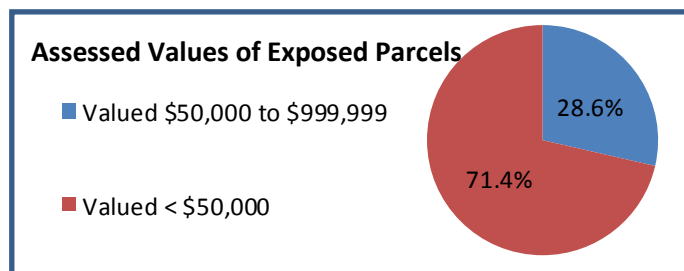 Assessed Values of Exposed Parcels
Valued $50,000 to $999,999
28.6%
71.4%
Valued < $50,000